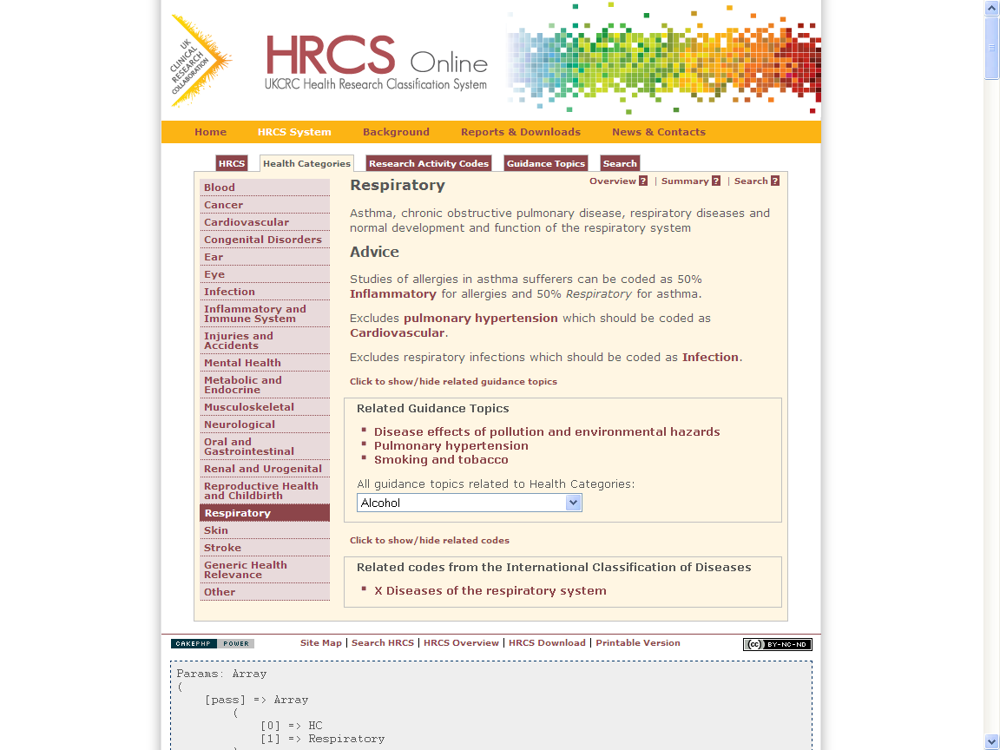 UK
CLINICAL
RESEARCH
COLLABORATION
HRCS Online
UKCRC Health Research Classification System
Home HRCS System Background Reports & Downloads News & Contacts
HRCS Health Categories Research Activity Codes Guidance Topics Search
Overview ? | Summary ? | Search ?
Blood
Cancer
Cardiovascular
Congenital Disorders
Ear
Eye
Infection
Inflammatory and
Immune System
Injuries and
Accidents
Mental Health
Metabolic and
Endocrine
Musculoskeletal
Neurological
Oral and
Gastrointestinal
Renal and Urogenital
Reproductive Health
and Childbirth
Respiratory
Skin
Stroke
Generic Health
Relevance
Other
Respiratory
Asthma, chronic obstructive pulmonary disease, respiratory diseases and
normal development and function of the respiratory system
Advice
Studies of allergies in asthma sufferers can be coded as 50%
Inflammatory for allergies and 50% Respiratory for asthma.
Excludes pulmonary hypertension which should be coded as
Cardiovascular.
Excludes respiratory infections which should be coded as Infection.
Click to show/hide related guidance topics
Related Guidance Topics
Disease effects of pollution and environmental hazards
Pulmonary hypertension
Smoking and tobacco
All guidance topics related to Health Categories:
Alcohol
Click to show/hide related codes
Related codes from the International Classification of Diseases
X Diseases of the respiratory system
CAKEPHP POWER
Site Map | Search HRCS | HRCS Overview | HRCS Download | Printable Version
(cc) BY-NC-ND
Params: Array
(
[pass] => Array
(
[0] => HC
[1] => Respiratory
)